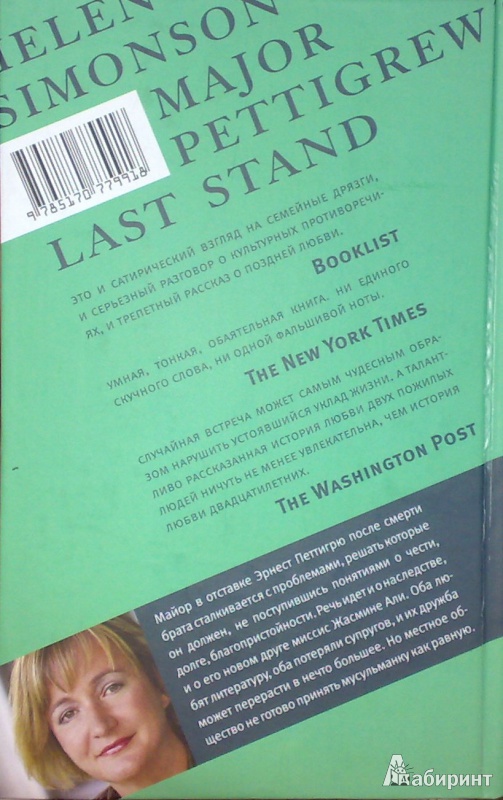 HELEN
SIMONSON
MAJOR
PETTIGREW
LAST STAND
9 785170 779918
ЭТО И САТИРИЧЕСКИЙ ВЗГЛЯД НА СЕМЕЙНЫЕ ДРЯЗГИ,
И СЕРЬЕЗНЫЙ РАЗГОВОР О КУЛЬТУРНЫХ ПРОТИВОРЕЧИ-
ЯХ, И ТРЕПЕТНЫЙ РАССКАЗ О ПОЗДНЕЙ ЛЮБВИ.
BOOKLIST
УМНАЯ, ТОНКАЯ, ОБАЯТЕЛЬНАЯ КНИГА. НИ ЕДИНОГО
СКУЧНОГО СЛОВА, НИ ОДНОЙ ФАЛЬШИВОЙ НОТЫ.
THE NEW YORK TIMES
СЛУЧАЙНАЯ ВСТРЕЧА МОЖЕТ САМЫМ ЧУДЕСНЫМ ОБРА-
ЗОМ НАРУШИТЬ УСТОЯВШИЙСЯ УКЛАД ЖИЗНИ, А ТАЛАНТ-
ЛИВО РАССКАЗАННАЯ ИСТОРИЯ ЛЮБВИ ДВУХ ПОЖИЛЫХ
ЛЮДЕЙ НИЧУТЬ НЕ МЕНЕЕ УВЛЕКАТЕЛЬНА, ЧЕМ ИСТОРИЯ
ЛЮБВИ ДВАДЦАТИЛЕТНИХ.
THE WASHINGTON POST
Майор в отставке Эрнест Петтигрю после смерти
брата сталкивается с проблемами, решать которые
он должен, не поступившись понятиями о чести,
долге, благопристойности. Речь идет и о наследстве,
и о его новом друге миссис Жасмине Али. Оба лю-
бят литературу, оба потеряли супругов, и их дружба
может перерасти в нечто большее. Но местное об-
щество не готово принять мусульманку как равную.
Лабиринт